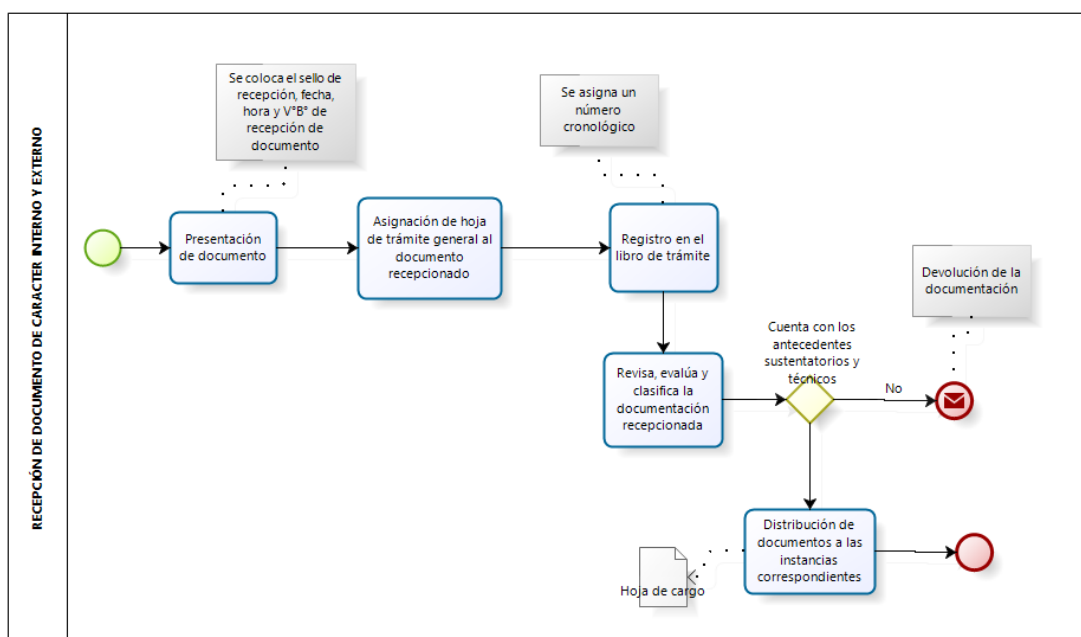 RECEPCIÓN DE DOCUMENTO DE CARÁCTER INTERNO Y EXTERNO
Se coloca el sello de
recepción, fecha,
hora y V°B° de
recepción de
documento
Se asigna un
número
cronológico
Presentación
de documento
Asignación de hoja
de trámite general al
documento
recepcionado
Registro en el
libro de trámite
Devolución de la
documentación
Cuenta con los
antecedentes
sustentatorios y
técnicos
Revisa, evalúa y
clasifica la
documentación
recepcionada
No
Distribución de
documentos a las
instancias
correspondientes
Hoja de cargo